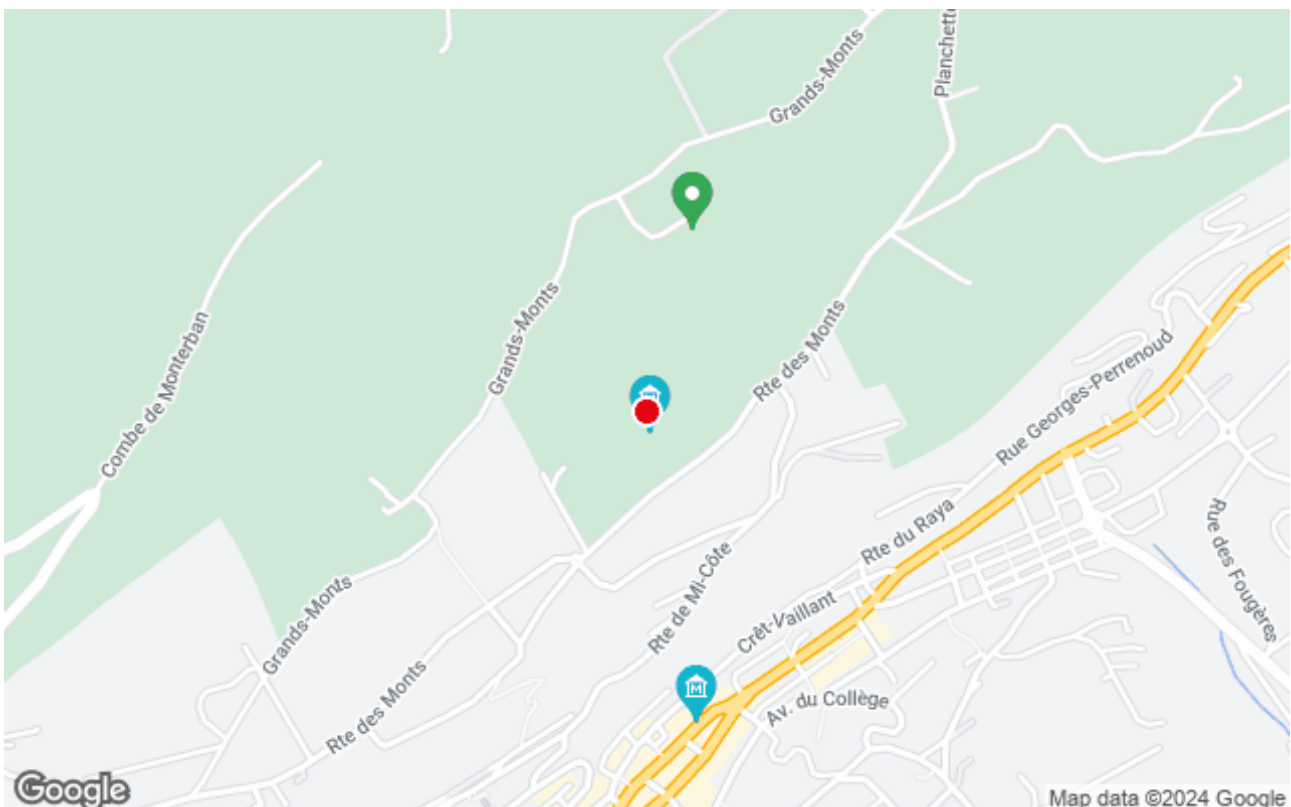 Grands-Monts
Planchette
Combe de Monterban
Grands-Monts
Rte des Monts
Rue Georges-Perrenoud
Rue des Fougères
Rte du Raya
Rte de Mi-Côte
Crêt-Vaillant
Grands-Monts
Rte des Monts
M
Av. du Collège
Google
Map data ©2024 Google